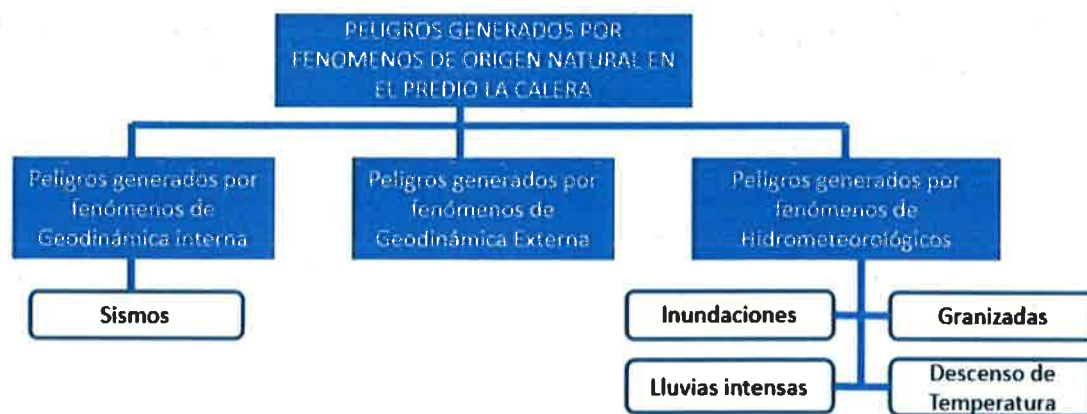 PELIGROS GENERADOS POR
FENOMENOS DE ORIGEN NATURAL EN
EL PREDIO LA CALERA
Peligros generados por
fenómenos de
Geodinámica interna
Peligros generados por
fenómenos de
Geodinámica Externa
Peligros generados por
fenómenos de
Hidrometeorológicos
Sismos
Inundaciones
Granizadas
Lluvias intensas
Descenso de
Temperatura